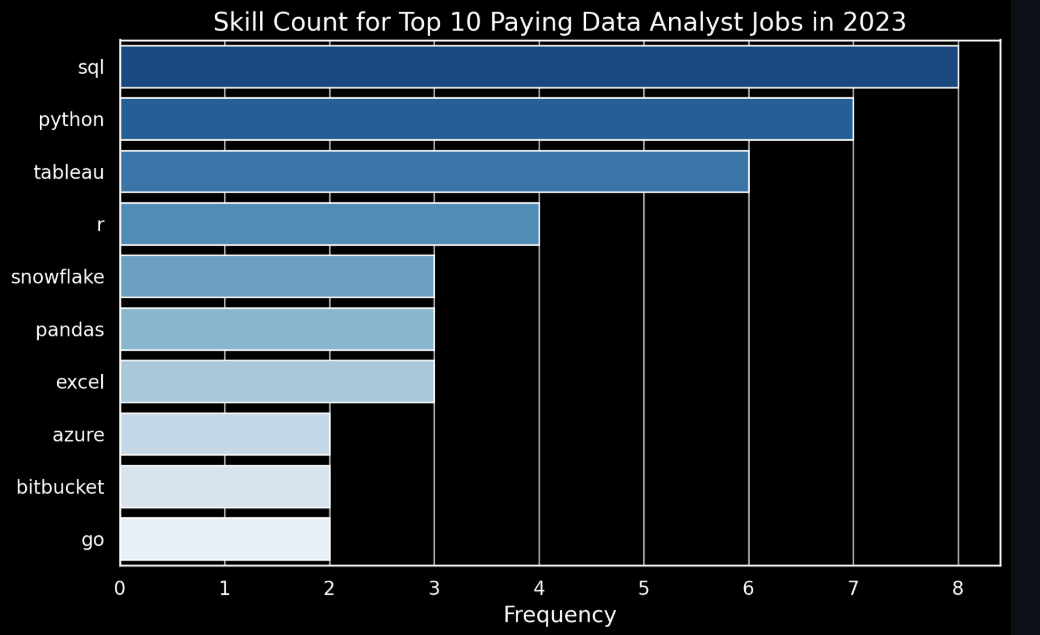 Skill Count for Top 10 Paying Data Analyst Jobs in 2023
sql
python
tableau
r
snowflake
pandas
excel
azure
bitbucket
go
0 1 2 3 4 5 6 7 8
Frequency